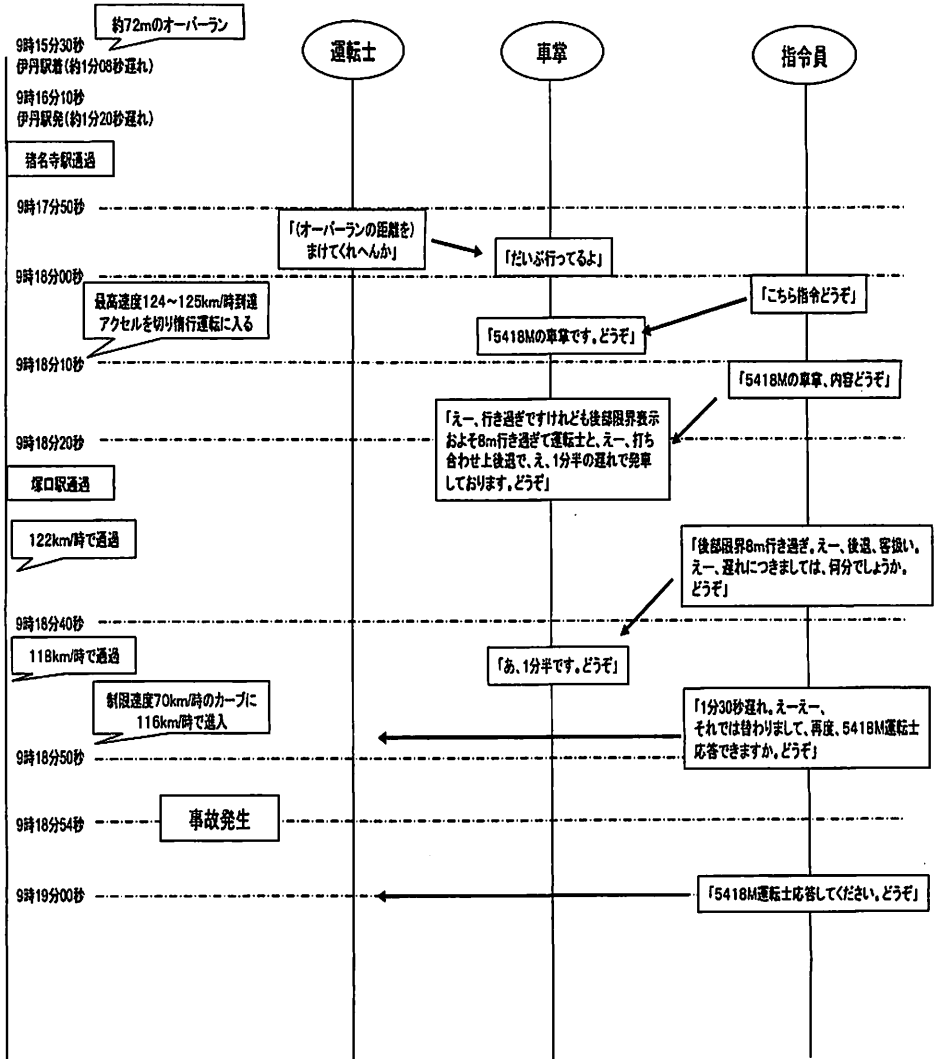 約72mのオーバーラン
運転士
車掌
指令員
9時15分30秒
伊丹駅着(約1分08秒遅れ)
9時16分10秒
伊丹駅発(約1分20秒遅れ)
猪名寺駅通過
9時17分50秒
「(オーバーランの距離を)
まけてくれへんか」
「だいぶ行ってるよ」
9時18分00秒
「こちら指令どうぞ」
最高速度124～125km/時到達
アクセルを切り惰行運転に入る
「5418Mの車掌です。どうぞ」
9時18分10秒
「5418Mの車掌、内容どうぞ」
「えー、行き過ぎですけれども後部限界表示
およそ8m行き過ぎて運転士と、えー、打ち
合わせ上後退で、え、1分半の遅れで発車
しております。どうぞ」
9時18分20秒
塚口駅通過
122km/時で通過
「後部限界8m行き過ぎ。えー、後退、客扱い。
えー、遅れにつきましては、何分でしょうか。
どうぞ」
9時18分40秒
118km/時で通過
「あ、1分半です。どうぞ」
制限速度70km/時のカーブに
116km/時で進入
「1分30秒遅れ。えーえー、
それでは替わりまして、再度、5418M運転士
応答できますか。どうぞ」
9時18分50秒
事故発生
9時18分54秒
9時19分00秒
「5418M運転士応答してください。どうぞ」